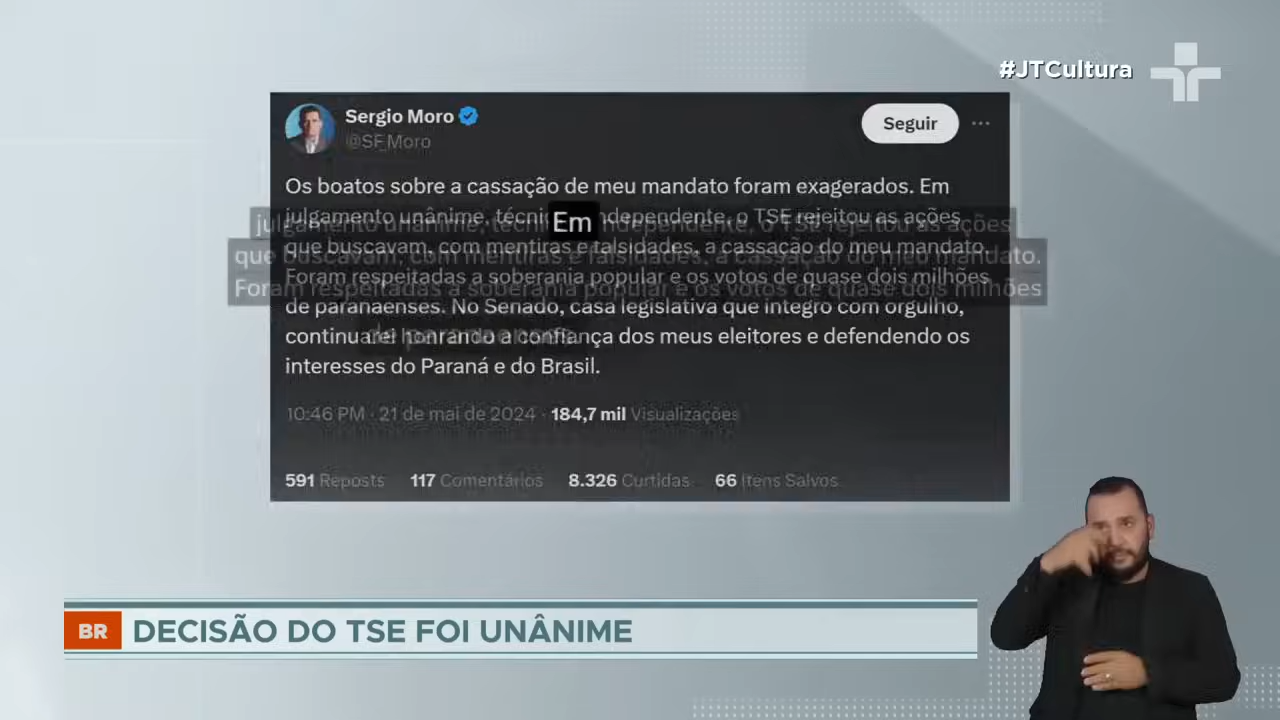 #JTCultura
Sergio Moro
@SF_Moro
Seguir
Os boatos sobre a cassação de meu mandato foram exagerados. Em
julgamento unânime, técni Em ndependente, o TSE rejeitou as ações
que buscavam, com mentiras e falsidades, a cassação do meu mandato.
Foram respeitadas a soberania popular e os votos de quase dois milhões
de paranaenses. No Senado, casa legislativa que integro com orgulho,
continuarei honrando a confiança dos meus eleitores e defendendo os
interesses do Paraná e do Brasil.
10:46 PM · 21 de mai de 2024 · 184,7 mil Visualizações
591 Reposts 117 Comentários 8.326 Curtidas 66 Itens Salvos
BR DECISÃO DO TSE FOI UNÂNIME